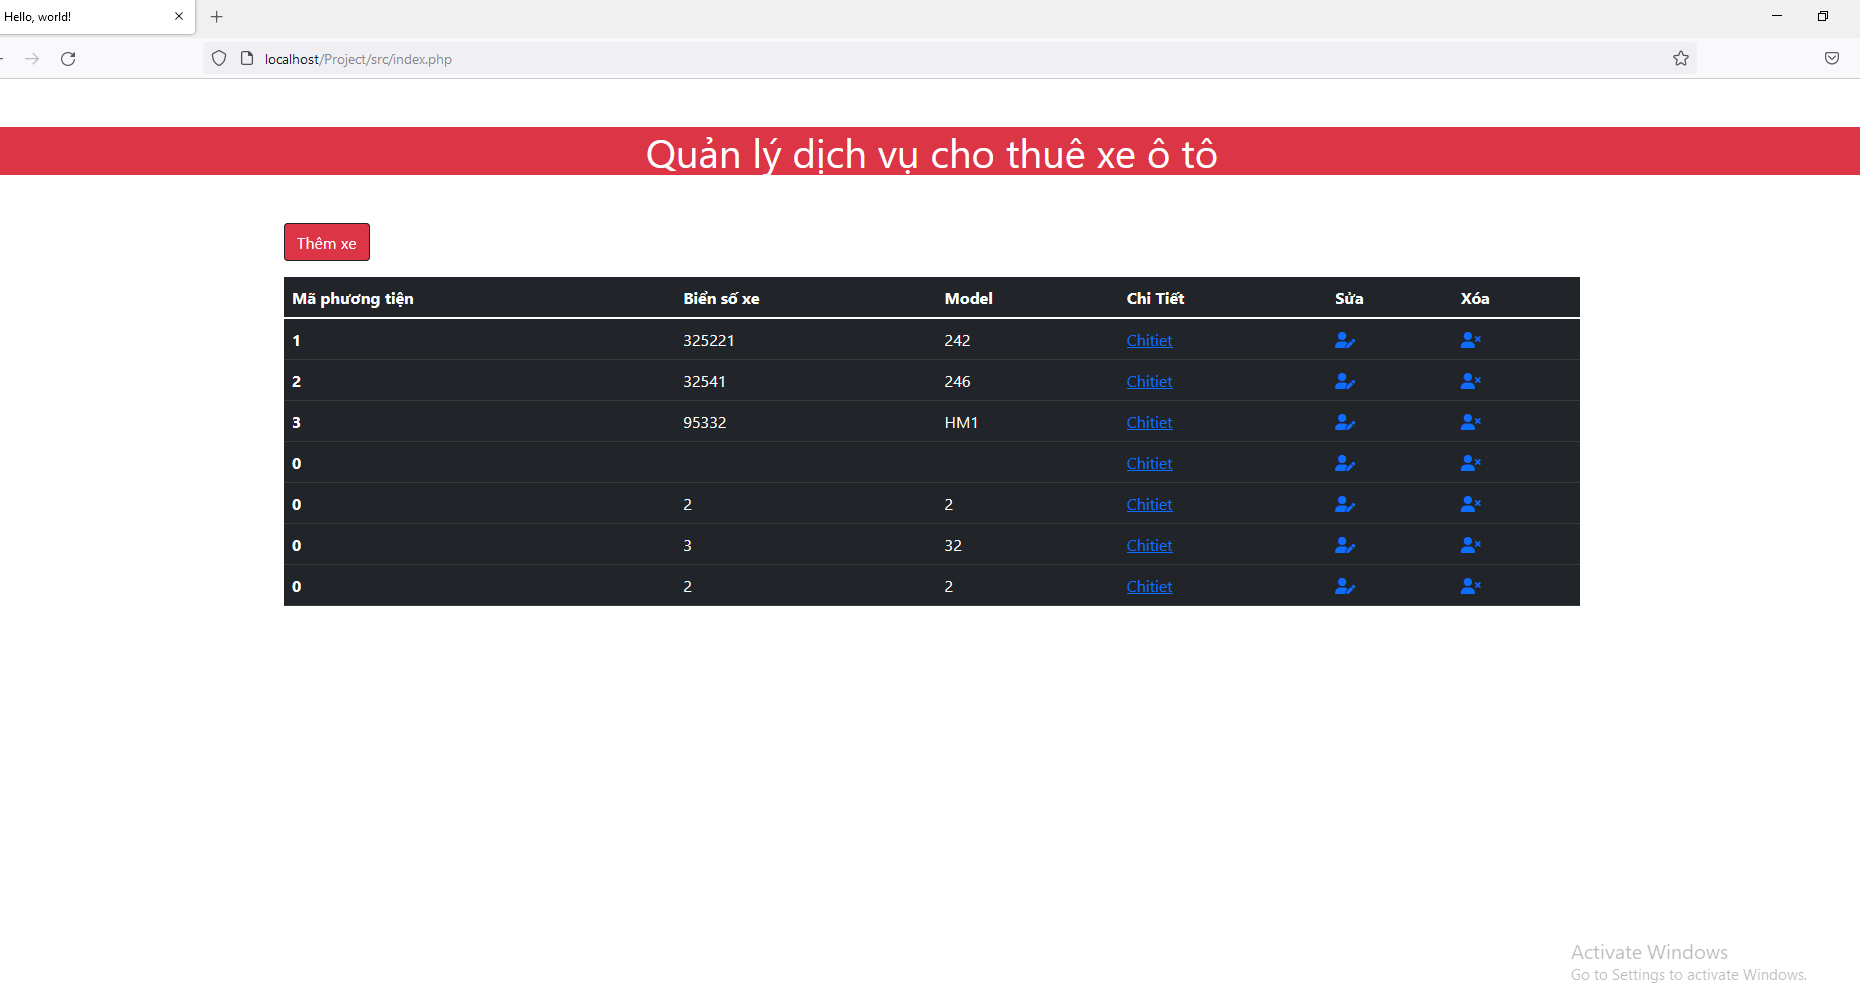 Hello, world!
localhost/Project/src/index.php
Quản lý dịch vụ cho thuê xe ô tô
Thêm xe
Mã phương tiện Biển số xe Model Chi Tiết Sửa Xóa
1 325221 242 Chitiet
2 32541 246 Chitiet
3 95332 HM1 Chitiet
0 Chitiet
0 2 2 Chitiet
0 3 32 Chitiet
0 2 2 Chitiet
Activate Windows
Go to Settings to activate Windows.